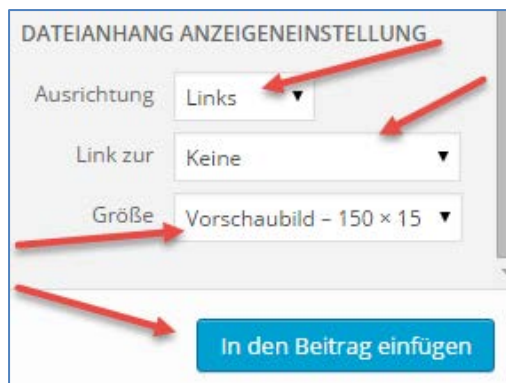 DATEIANHANG ANZEIGENEINSTELLUNG
Ausrichtung Links
Link zur Keine
Größe Vorschaubild – 150 × 15
In den Beitrag einfügen